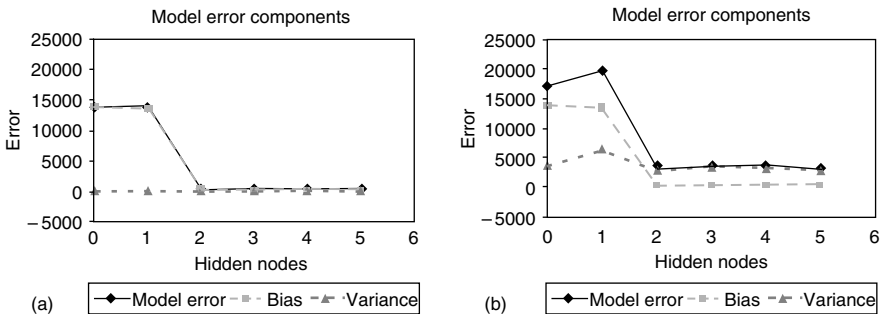 Model error components
25000
20000
15000
10000
5000
0
−5000
Error
0 1 2 3 4 5 6
Hidden nodes
(a)
Model error Bias Variance
Model error components
25000
20000
15000
10000
5000
0
−5000
Error
0 1 2 3 4 5 6
Hidden nodes
(b)
Model error Bias Variance